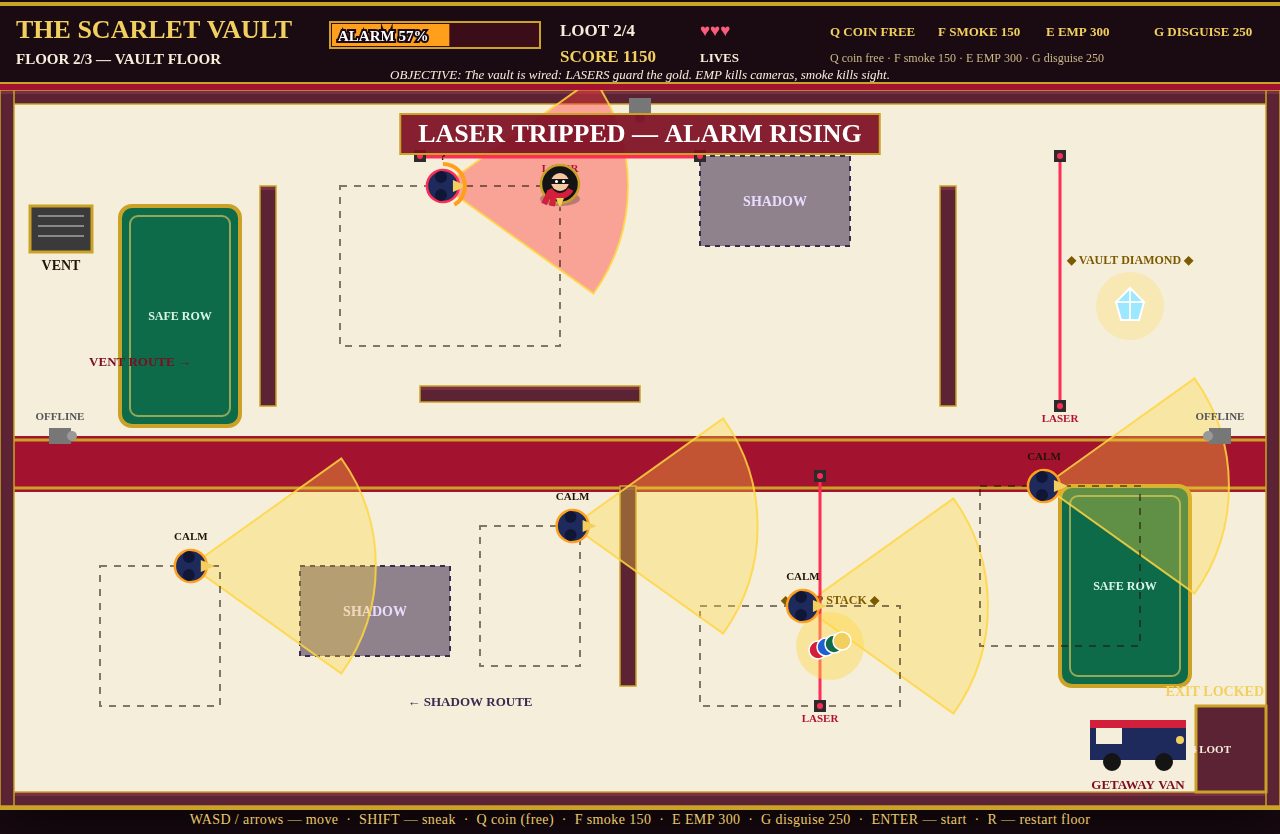 THE SCARLET VAULT
FLOOR 2/3 — VAULT FLOOR
ALARM 57%
LOOT 2/4
SCORE 1150
♥♥♥
LIVES
Q COIN FREE F SMOKE 150 E EMP 300 G DISGUISE 250
Q coin free · F smoke 150 · E EMP 300 · G disguise 250
OBJECTIVE: The vault is wired: LASERS guard the gold. EMP kills cameras, smoke kills sight.
LASER TRIPPED — ALARM RISING
SHADOW
VENT
◆ VAULT DIAMOND ◆
SAFE ROW
VENT ROUTE →
OFFLINE
LASER
OFFLINE
CALM
CALM
CALM
CALM
STACK ◆
SAFE ROW
SHADOW
← SHADOW ROUTE
LASER
EXIT LOCKED
LOOT
GETAWAY VAN
WASD / arrows — move · SHIFT — sneak · Q coin (free) · F smoke 150 · E EMP 300 · G disguise 250 · ENTER — start · R — restart floor